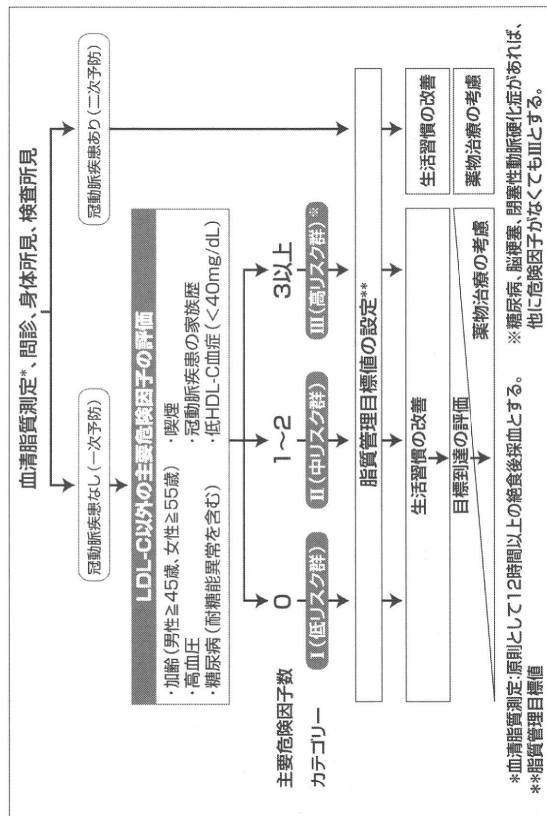 血清脂質測定*、問診、身体所見、検査所見
冠動脈疾患なし(一次予防)
冠動脈疾患あり(二次予防)
LDL-C以外の主要危険因子の評価
・加齢(男性≧45歳、女性≧55歳)
・高血圧
・糖尿病(耐糖能異常を含む)
・喫煙
・冠動脈疾患の家族歴
・低HDL-C血症(<40mg/dL)
主要危険因子数 0 1〜2 3以上
カテゴリー Ⅰ(低リスク群) Ⅱ(中リスク群) Ⅲ(高リスク群)※
脂質管理目標値の設定**
生活習慣の改善
目標到達の評価
薬物治療の考慮
生活習慣の改善
薬物治療の考慮
*血清脂質測定:原則として12時間以上の絶食後採血とする。
**脂質管理目標値
※糖尿病、脳梗塞、閉塞性動脈硬化症があれば、
他に危険因子がなくてもⅢとする。